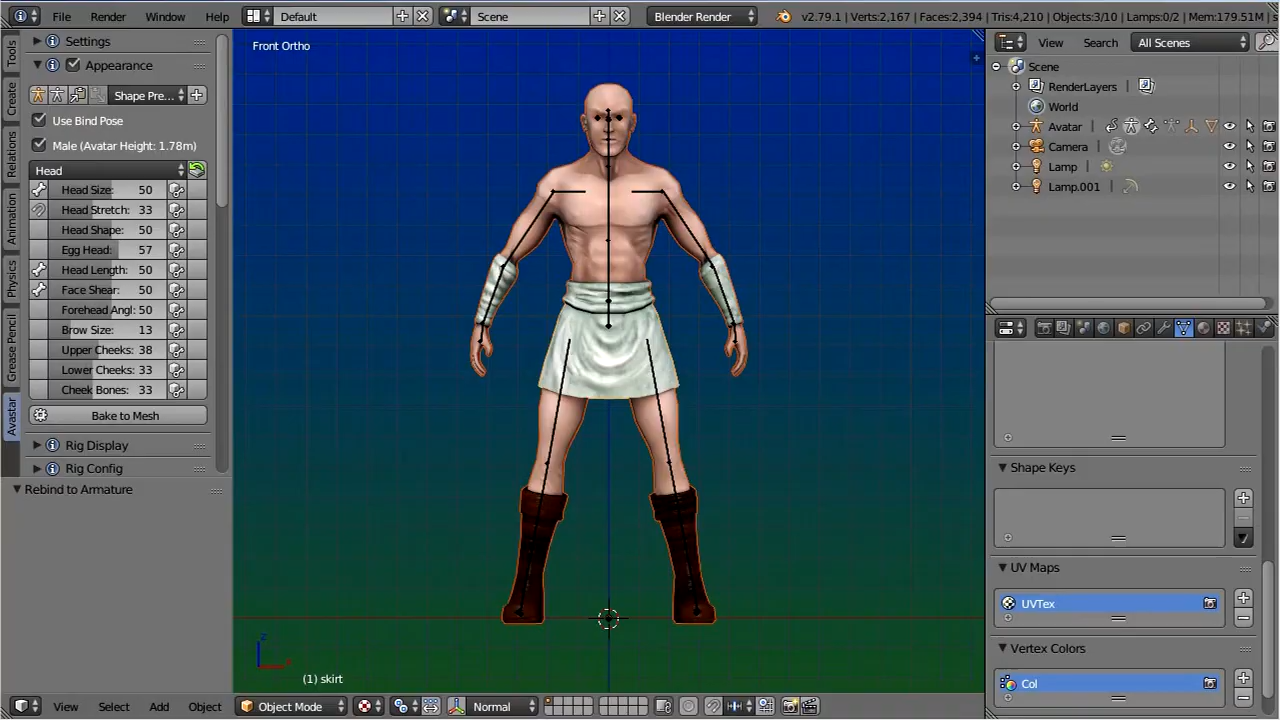 File Render Window Help Default Scene Blender Render v2.79.1 | Verts:2,167 | Faces:2,394 | Tris:4,210 | Objects:3/10 | Lamps:0/2 | Mem:179.51M | s
Tools
Create
Relations
Animation
Physics
Grease Pencil
Avastar
Settings
Appearance
Shape Pre...
Use Bind Pose
Male (Avatar Height: 1.78m)
Head
Head Size: 50
Head Stretch: 33
Head Shape: 50
Egg Head: 57
Head Length: 50
Face Shear: 50
Forehead Angl: 50
Brow Size: 13
Upper Cheeks: 38
Lower Cheeks: 33
Cheek Bones: 33
Bake to Mesh
Rig Display
Rig Config
Rebind to Armature
Front Ortho
(1) skirt
View Select Add Object Object Mode Normal
View Search All Scenes
Scene
RenderLayers
World
Avatar
Camera
Lamp
Lamp.001
Shape Keys
UV Maps
UVTex
Vertex Colors
Col